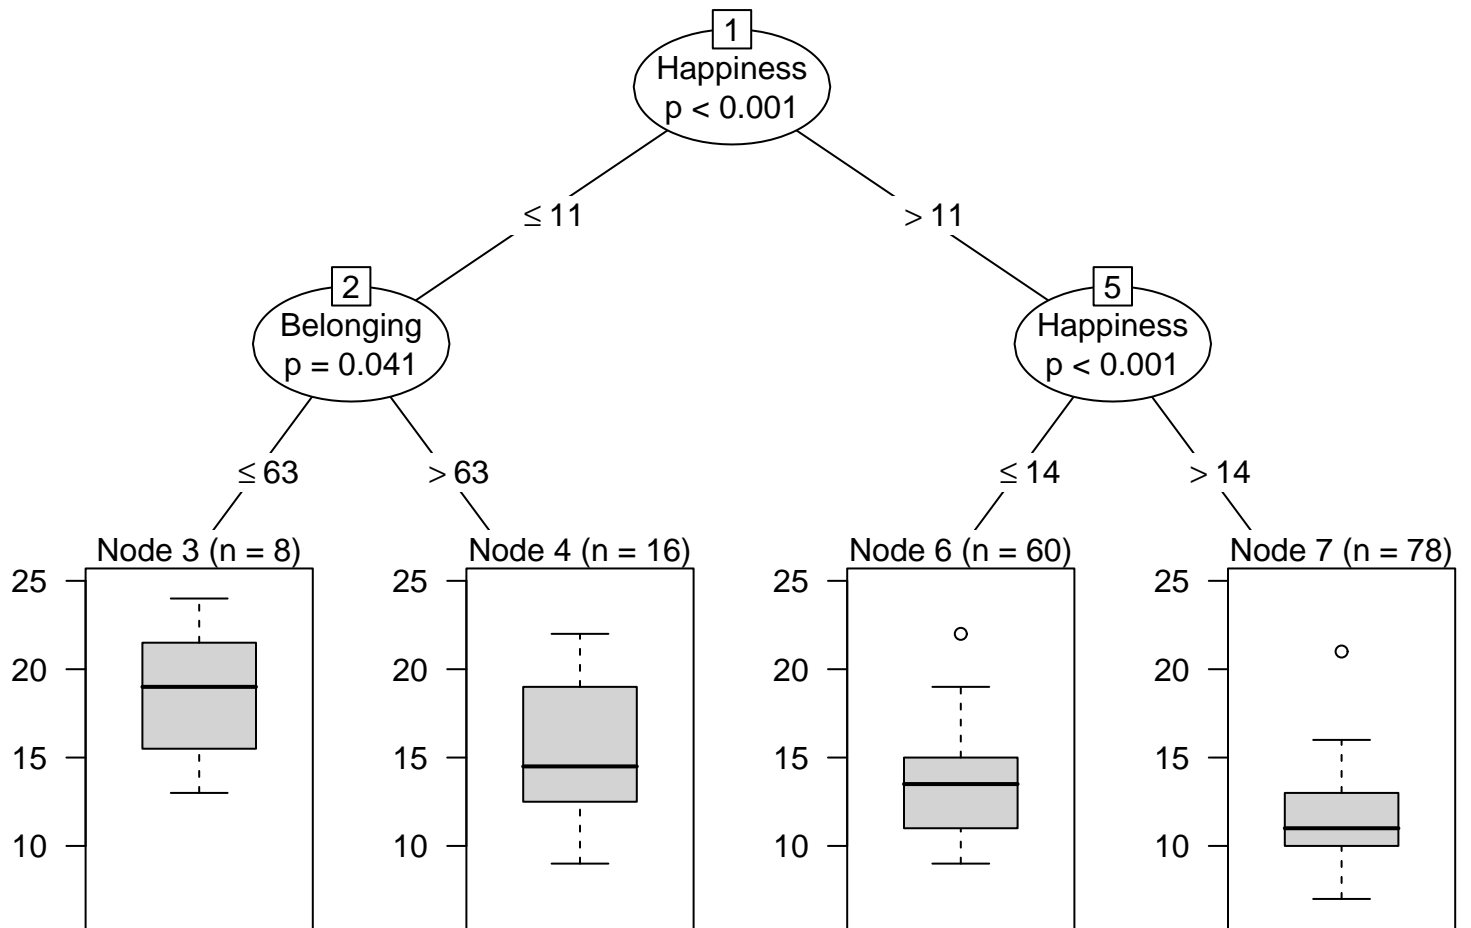 1
Happiness
p < 0.001
≤ 11
> 11
2
Belonging
p = 0.041
5
Happiness
p < 0.001
≤ 63
> 63
≤ 14
> 14
Node 3 (n = 8)
25
20
15
10
Node 4 (n = 16)
25
20
15
10
Node 6 (n = 60)
25
20
15
10
Node 7 (n = 78)
25
20
15
10